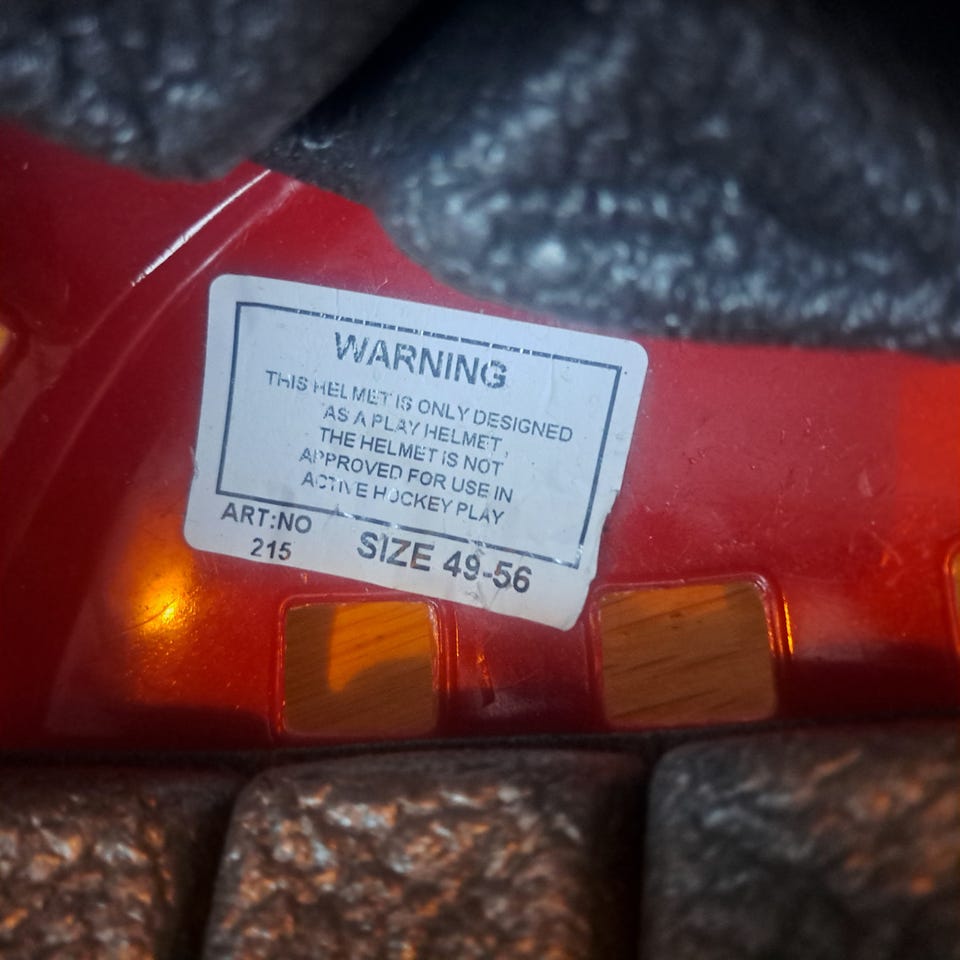 WARNING
THIS HELMET IS ONLY DESIGNED
AS A PLAY HELMET,
THE HELMET IS NOT
APPROVED FOR USE IN
ACTIVE HOCKEY PLAY
ART:NO
215
SIZE 49-56